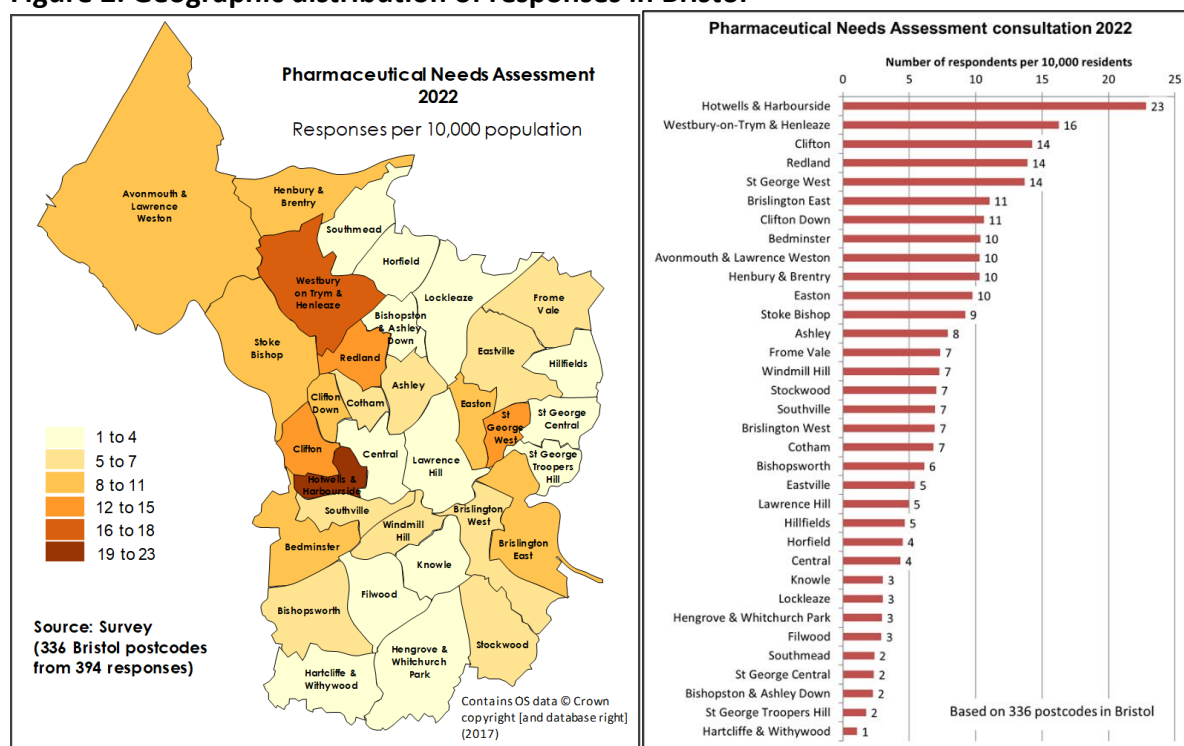 Figure 2: Geographic distribution of responses in Bristol
Pharmaceutical Needs Assessment
2022
Responses per 10,000 population
Avonmouth &
Lawrence
Weston
Henbury &
Brentry
Southmead
Horfield
Lockleaze
Westbury
on Trym &
Henleaze
Frome
Vale
Bishopston
& Ashley
Down
Stoke
Bishop
Redland
Eastville
Hillfields
Ashley
Clifton
Down
Cotham
Easton
St
George
West
St George
Central
Clifton
Central
Lawrence
Hill
St George
Troopers
Hill
Hotwells &
Harbourside
Southville
Windmill
Hill
Brislington
West
Brislington
East
Bedminster
Knowle
Filwood
Bishopsworth
Hengrove &
Whitchurch
Park
Stockwood
Hartcliffe &
Withywood
1 to 4
5 to 7
8 to 11
12 to 15
16 to 18
19 to 23
Source: Survey
(336 Bristol postcodes
from 394 responses)
Contains OS data © Crown
copyright [and database right]
(2017)
Pharmaceutical Needs Assessment consultation 2022
Number of respondents per 10,000 residents
0 5 10 15 20 25
Hotwells & Harbourside 23
Westbury-on-Trym & Henleaze 16
Clifton 14
Redland 14
St George West 14
Brislington East 11
Clifton Down 11
Bedminster 10
Avonmouth & Lawrence Weston 10
Henbury & Brentry 10
Easton 10
Stoke Bishop 9
Ashley 8
Frome Vale 7
Windmill Hill 7
Stockwood 7
Southville 7
Brislington West 7
Cotham 7
Bishopsworth 6
Eastville 5
Lawrence Hill 5
Hillfields 5
Horfield 4
Central 4
Knowle 3
Lockleaze 3
Hengrove & Whitchurch Park 3
Filwood 3
Southmead 2
St George Central 2
Bishopston & Ashley Down 2
St George Troopers Hill 2
Hartcliffe & Withywood 1
Based on 336 postcodes in Bristol